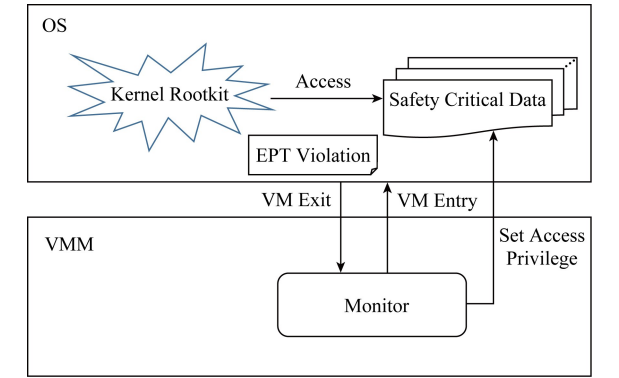 OS
Kernel Rootkit
Access
Safety Critical Data
EPT Violation
VM Exit
VM Entry
Set Access
Privilege
VMM
Monitor